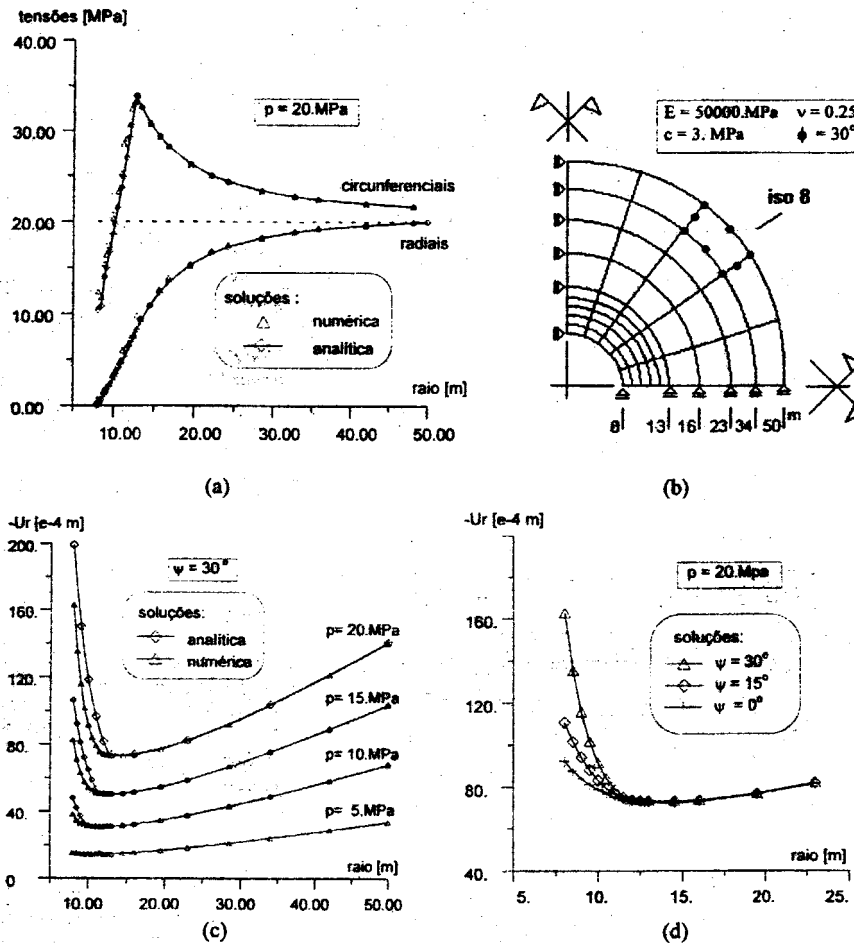 tensões [MPa]
40.00
30.00
20.00
10.00
0.00
p = 20.MPa
circunferenciais
radiais
soluções :
numérica
analítica
raio [m]
10.00 20.00 30.00 40.00 50.00
(a)
E = 50000.MPa ν = 0.25
c = 3. MPa ϕ = 30°
iso 8
8 13 16 23 34 50 m
(b)
-Ur [e-4 m]
200.
160.
120.
80.
40.
0
ψ = 30°
soluções:
analítica
numérica
p= 20.MPa
p= 15.MPa
p= 10.MPa
p= 5.MPa
raio [m]
10.00 20.00 30.00 40.00 50.00
(c)
-Ur [e-4 m]
160.
120.
80.
40.
p = 20.Mpa
soluções:
ψ = 30°
ψ = 15°
ψ = 0°
raio [m]
5. 10. 15. 20. 25.
(d)